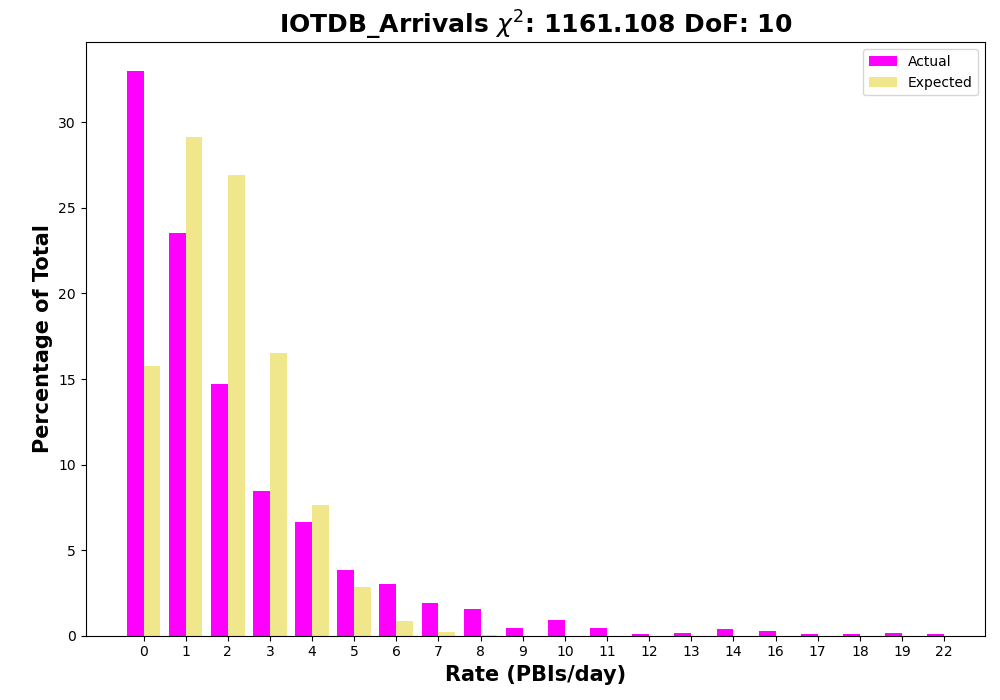 IOTDB_Arrivals χ²: 1161.108 DoF: 10
Actual
Expected
Percentage of Total
30
25
20
15
10
5
0
0 1 2 3 4 5 6 7 8 9 10 11 12 13 14 16 17 18 19 22
Rate (PBIs/day)